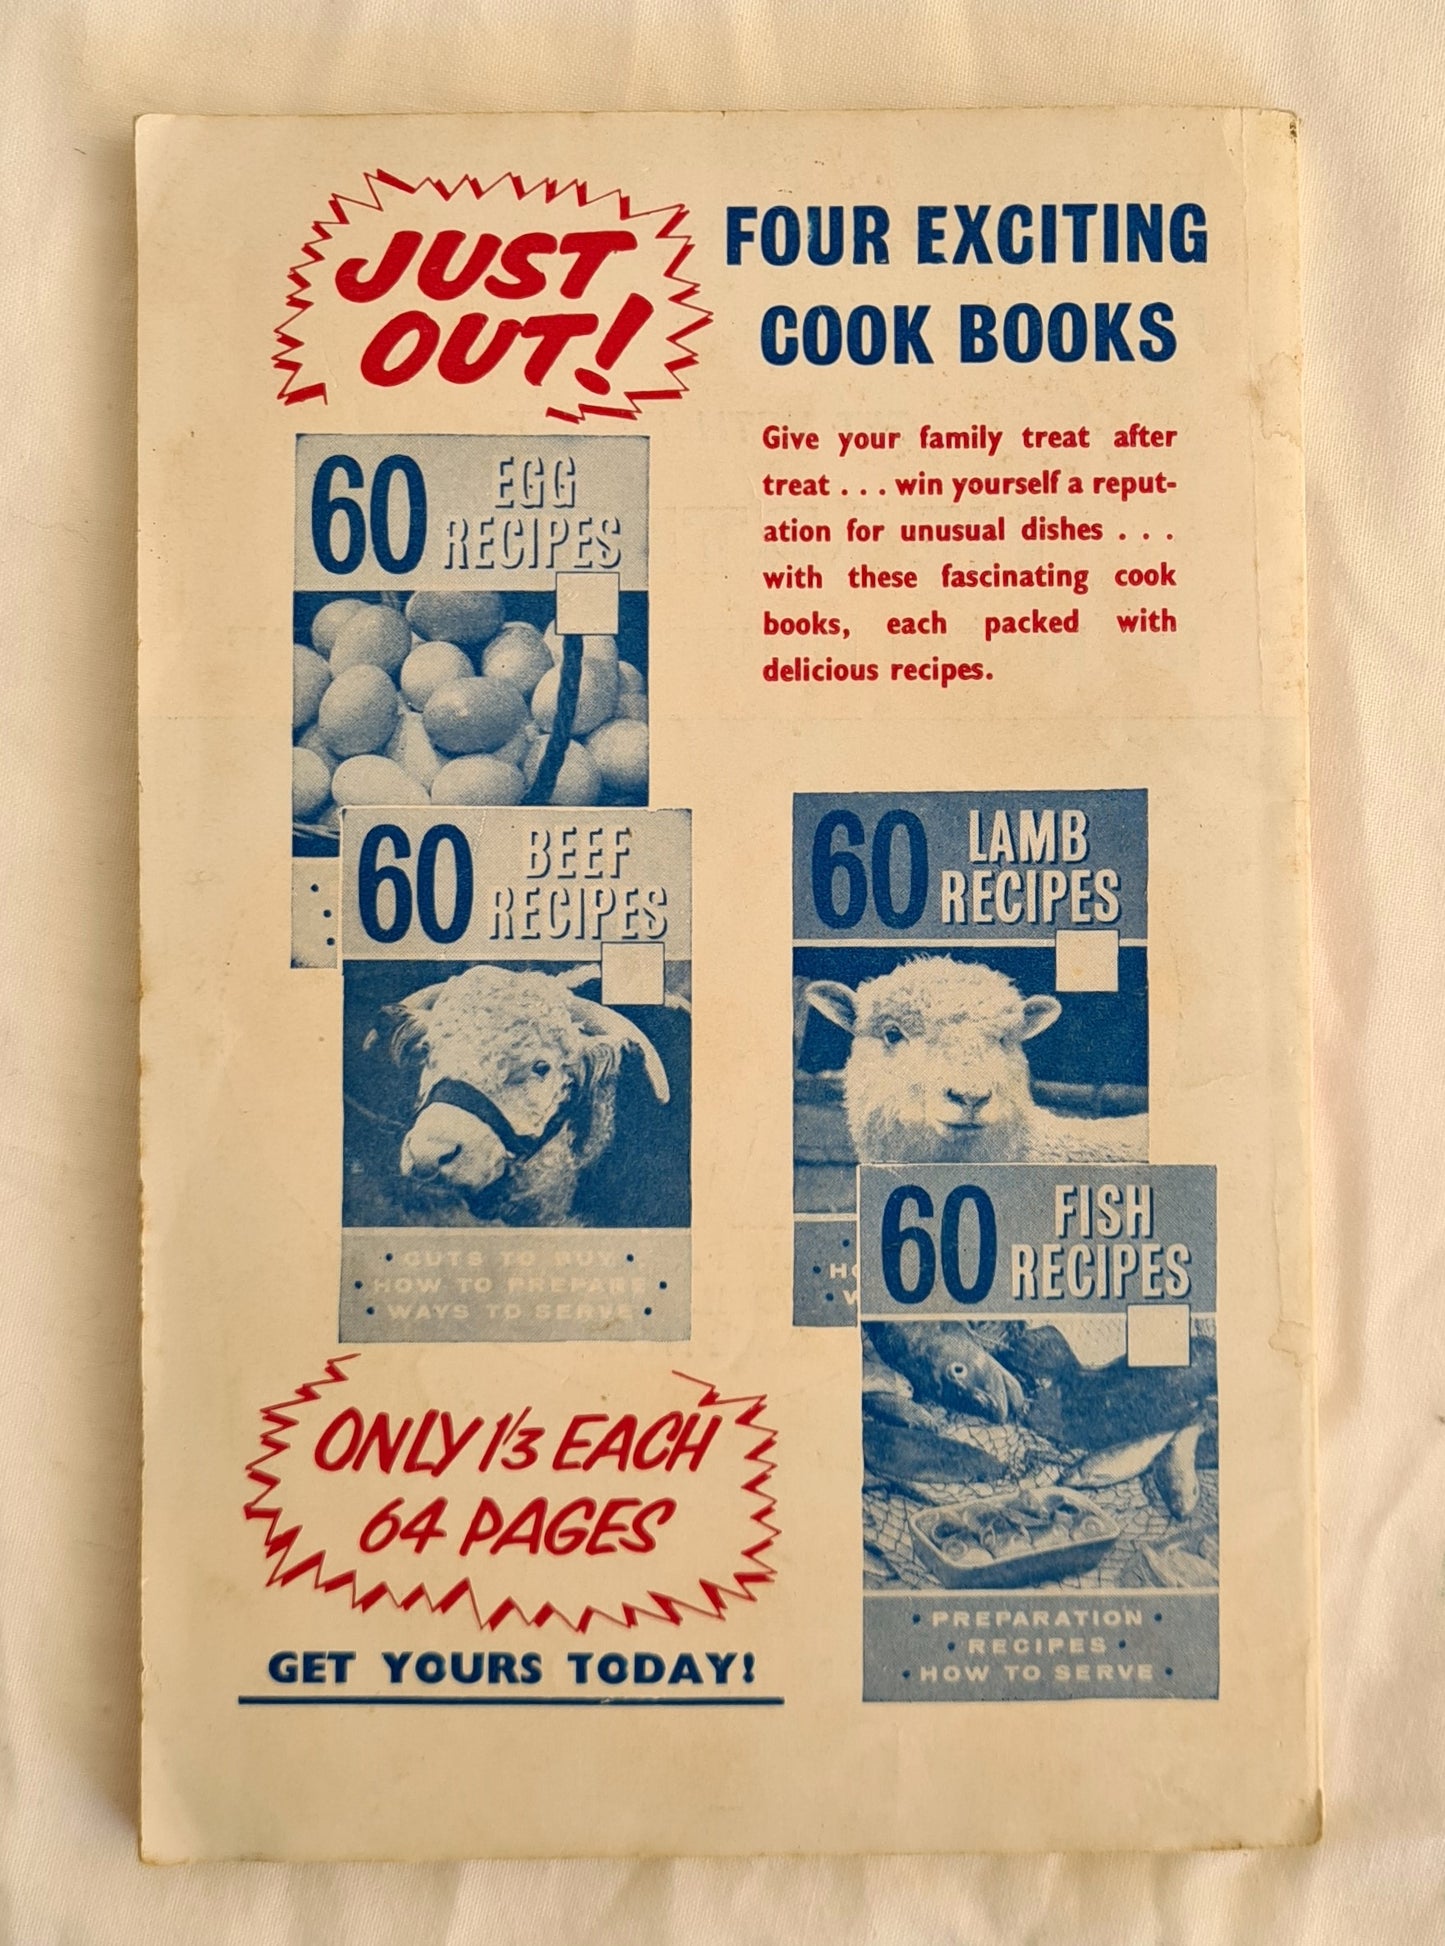 JUST
OUT!
FOUR EXCITING
COOK BOOKS
Give your family treat after
treat . . . win yourself a reput-
ation for unusual dishes . . .
with these fascinating cook
books, each packed with
delicious recipes.
60 EGG
RECIPES
60 BEEF
RECIPES
• CUTS TO BUY •
• HOW TO PREPARE •
• WAYS TO SERVE •
60 LAMB
RECIPES
60 FISH
RECIPES
• PREPARATION •
• RECIPES •
• HOW TO SERVE •
ONLY 1/3 EACH
64 PAGES
GET YOURS TODAY!